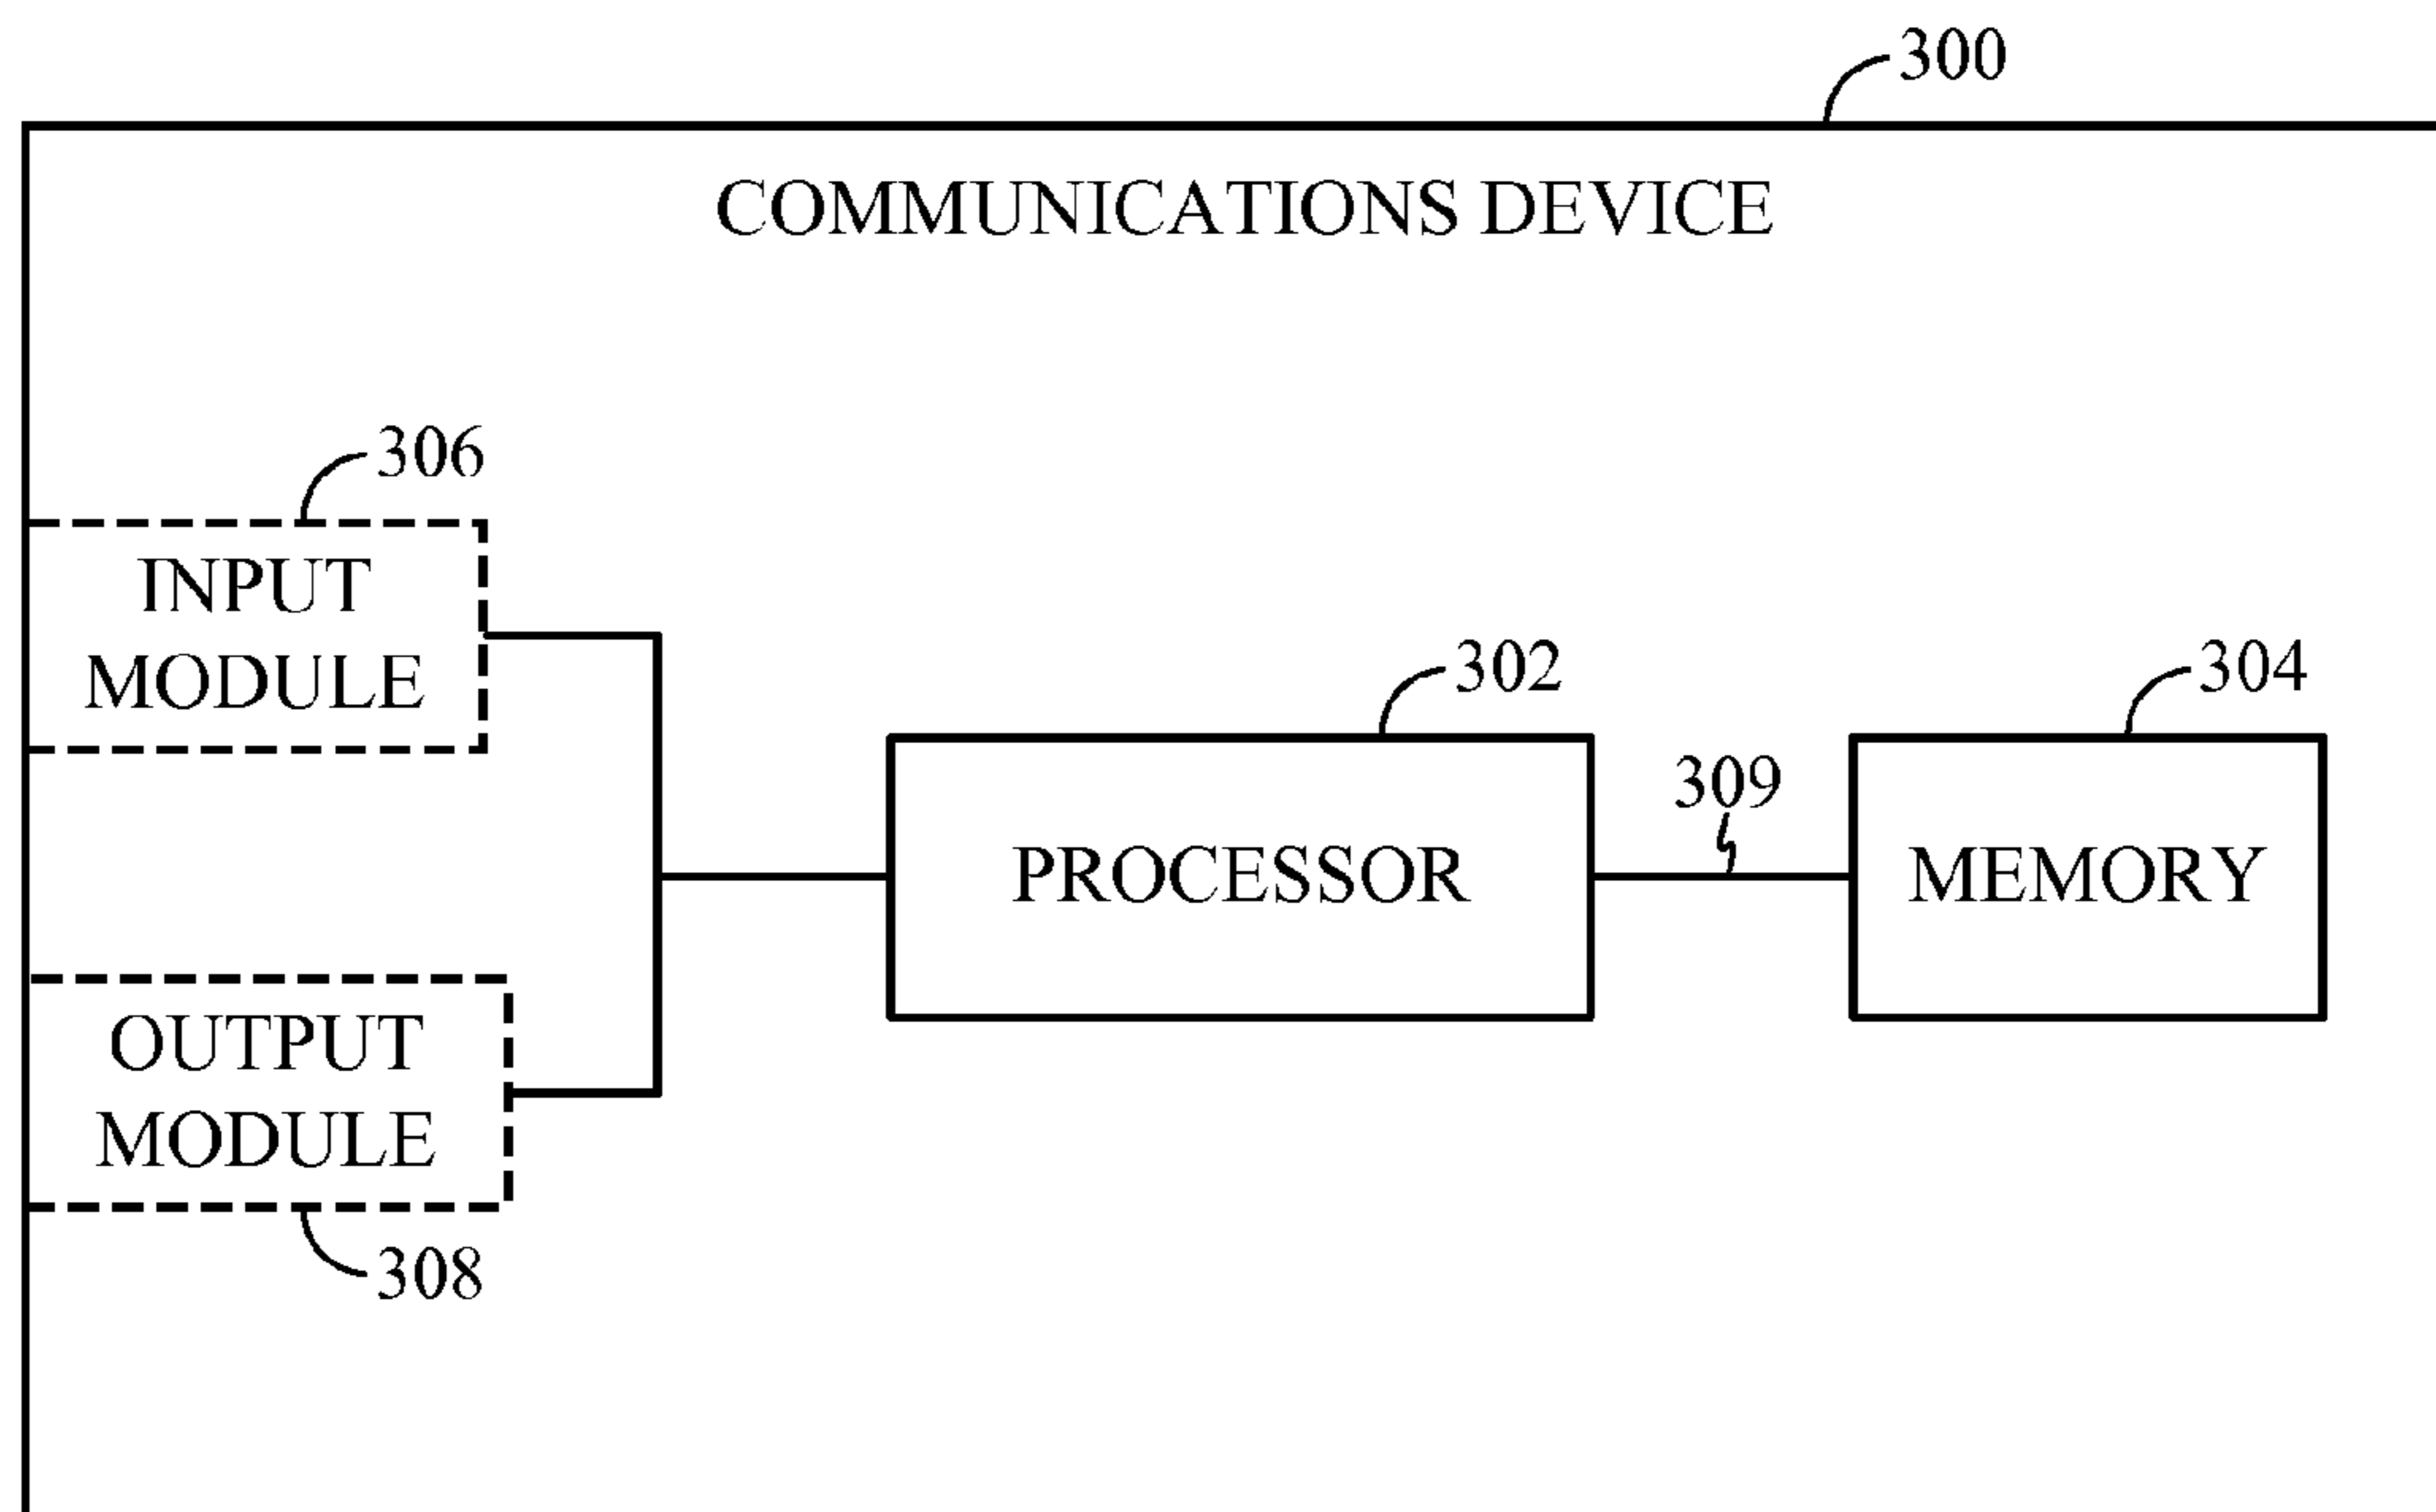 300
COMMUNICATIONS DEVICE
306
INPUT
MODULE
302
304
309
PROCESSOR
MEMORY
OUTPUT
MODULE
308